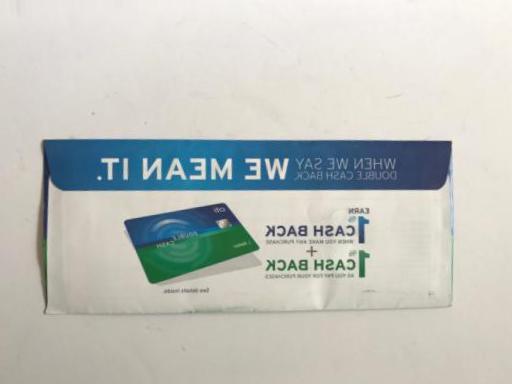 WHEN WE SAY
DOUBLE CASH BACK,
WE MEAN IT.
EARN
1%
CASH BACK
WHEN YOU MAKE ANY PURCHASE
+
1%
CASH BACK
AS YOU PAY FOR YOUR PURCHASES
citi
DOUBLE CASH
See details inside.